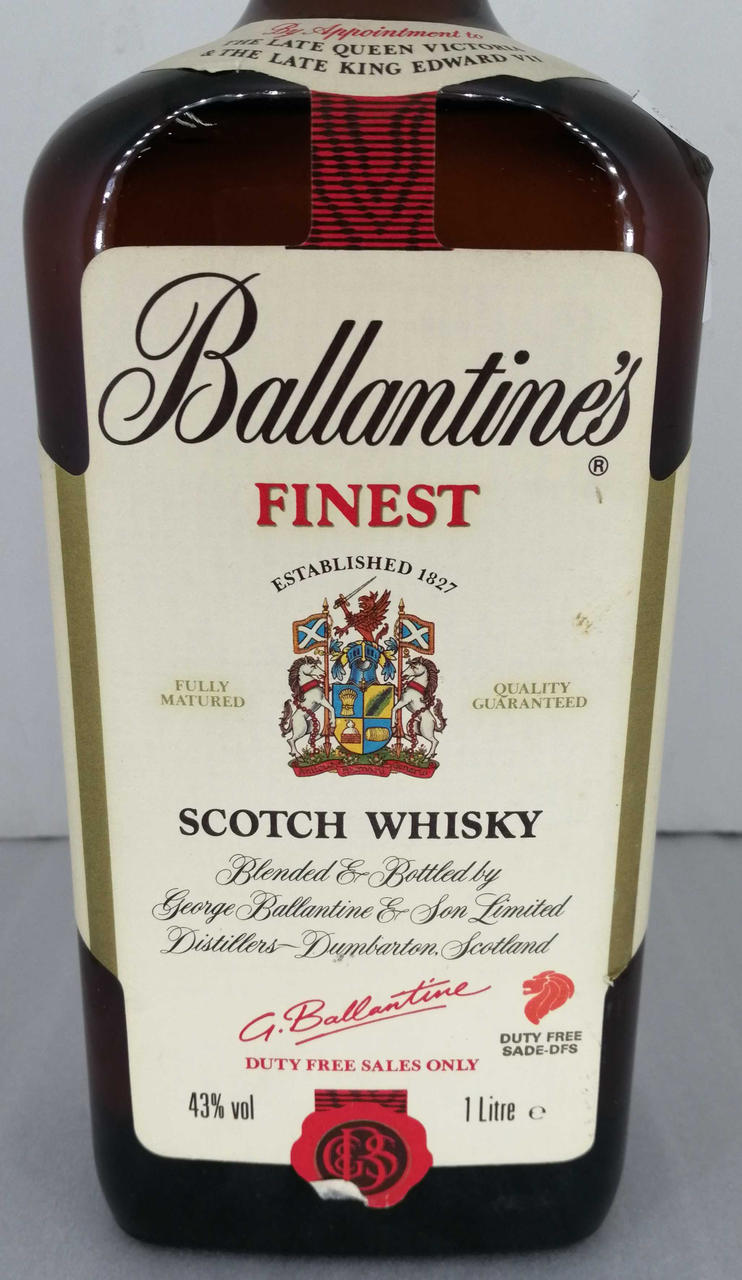 By Appointment to
THE LATE QUEEN VICTORIA
& THE LATE KING EDWARD VII
Ballantine's
®
FINEST
ESTABLISHED 1827
FULLY
MATURED
QUALITY
GUARANTEED
SCOTCH WHISKY
Blended & Bottled by
George Ballantine & Son Limited
Distillers–Dumbarton, Scotland
G. Ballantine
DUTY FREE
SADE-DFS
DUTY FREE SALES ONLY
43% vol
1 Litre e